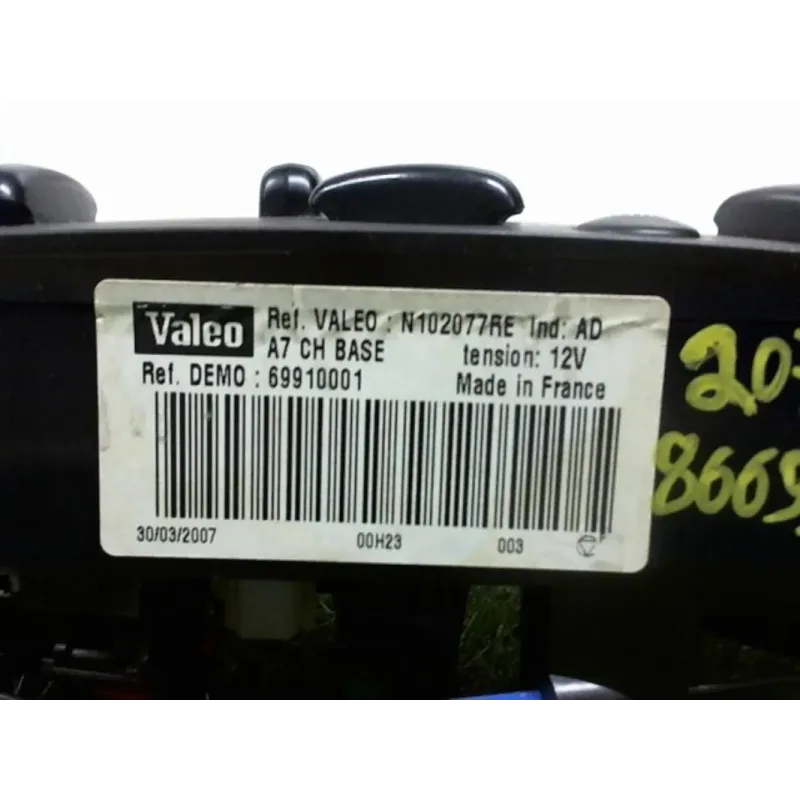 Valeo Ref. VALEO : N102077RE Ind: AD
A7 CH BASE tension: 12V
Ref. DEMO : 69910001 Made in France
30/03/2007 00H23 003